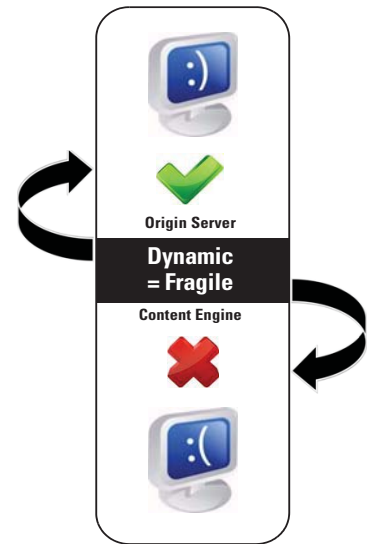 :)
Origin Server
Dynamic
= Fragile
Content Engine
:(